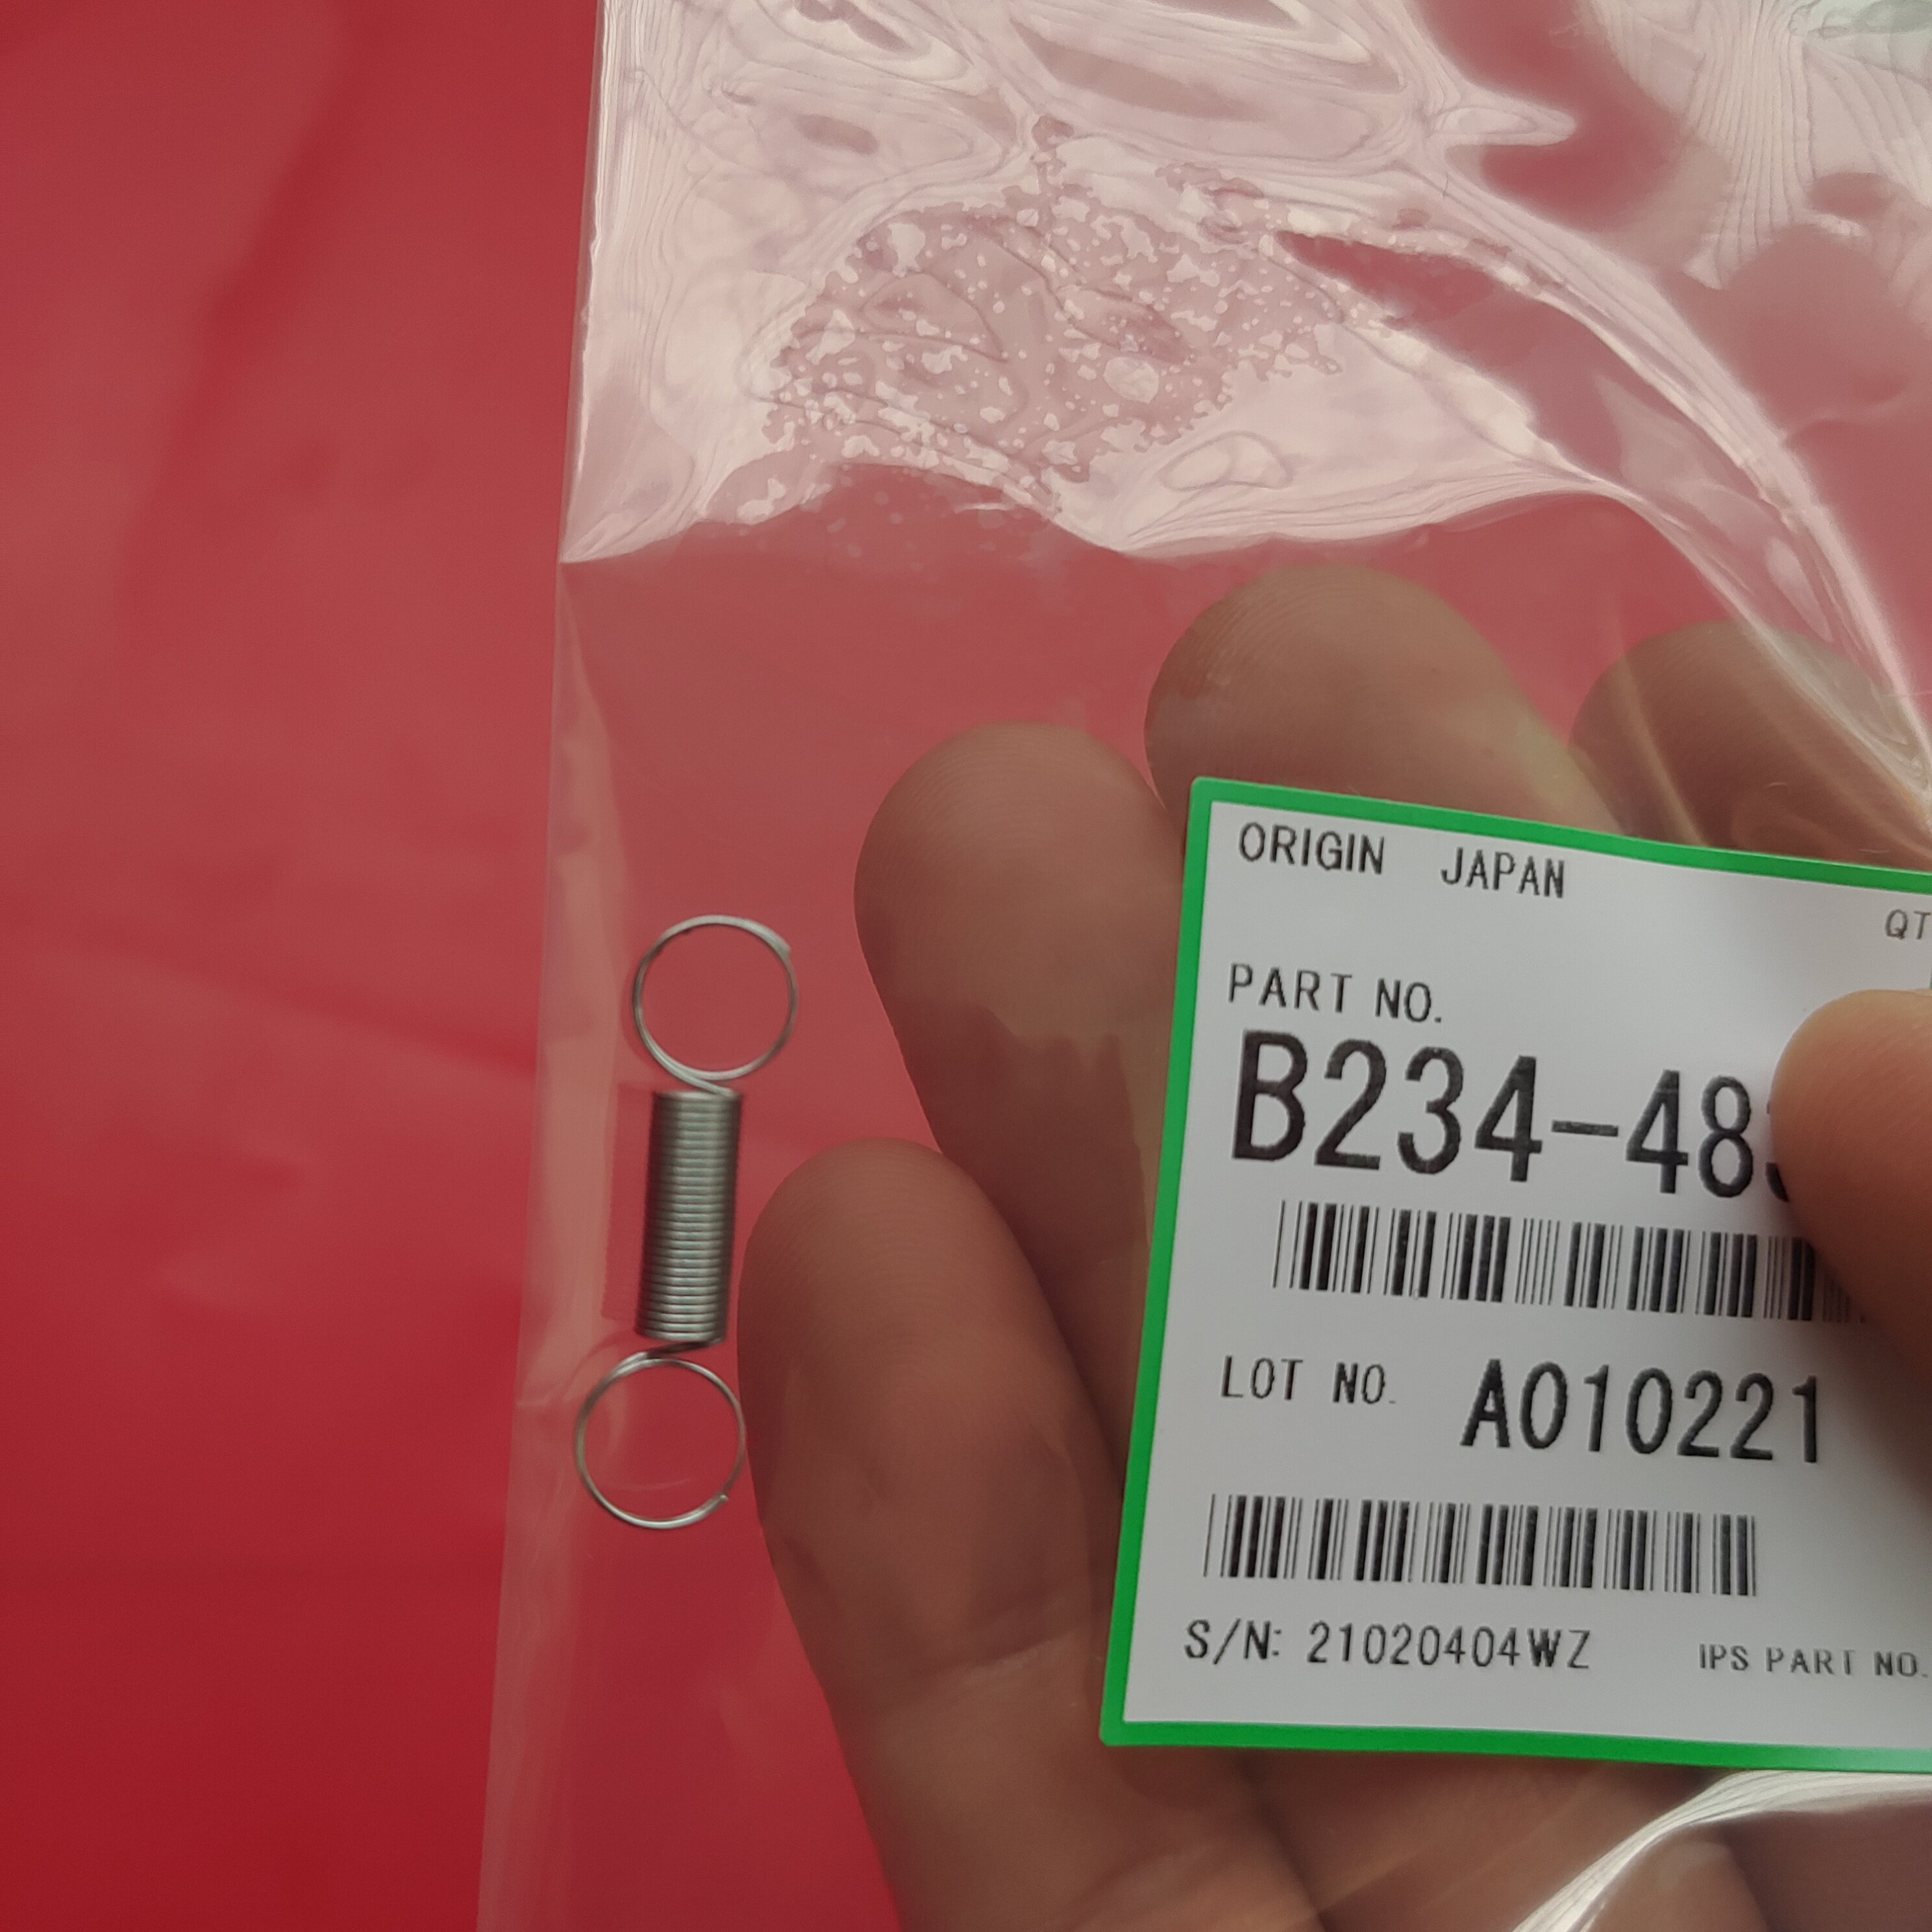 ORIGIN JAPAN
QT
PART NO.
B234-48
LOT NO. A010221
S/N: 21020404WZ IPS PART NO.